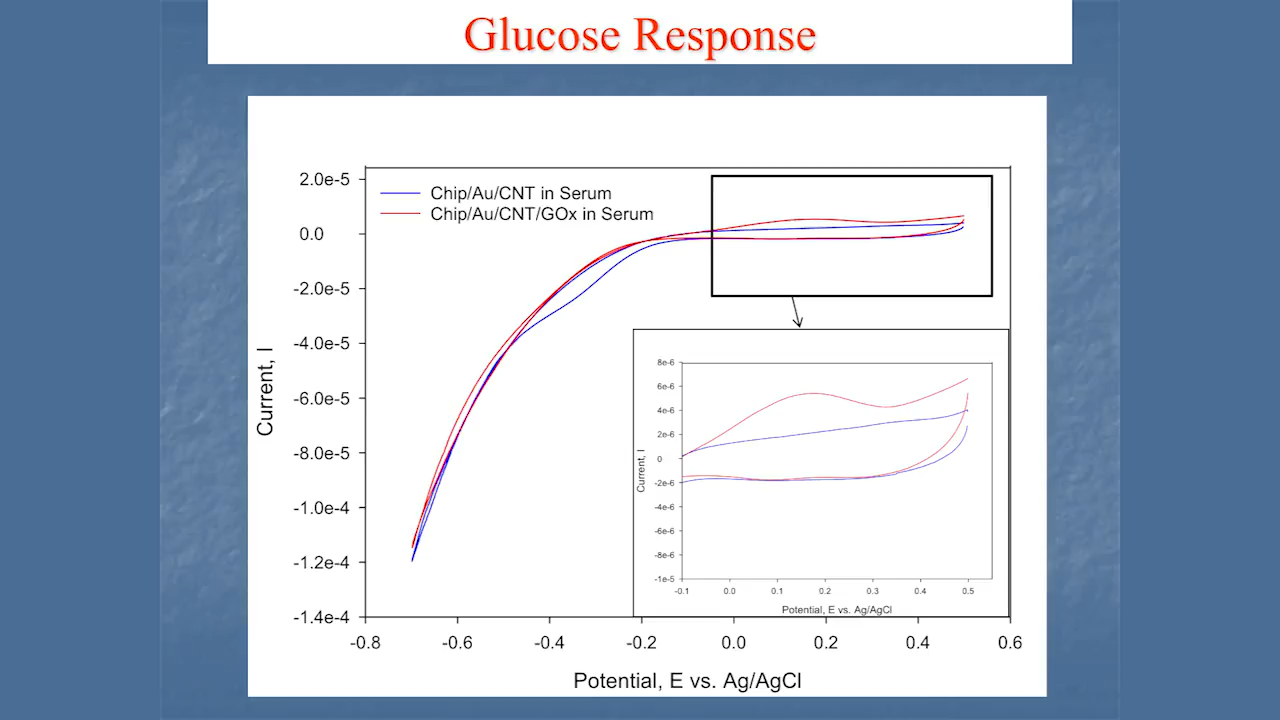 Glucose Response
Chip/Au/CNT in Serum
Chip/Au/CNT/GOx in Serum
2.0e-5
0.0
-2.0e-5
-4.0e-5
-6.0e-5
-8.0e-5
-1.0e-4
-1.2e-4
-1.4e-4
Current, I
-0.8 -0.6 -0.4 -0.2 0.0 0.2 0.4 0.6
Potential, E vs. Ag/AgCl
8e-6
6e-6
4e-6
2e-6
0
-2e-6
-4e-6
-6e-6
-8e-6
-1e-5
Current, I
-0.1 0.0 0.1 0.2 0.3 0.4 0.5
Potential, E vs. Ag/AgCl